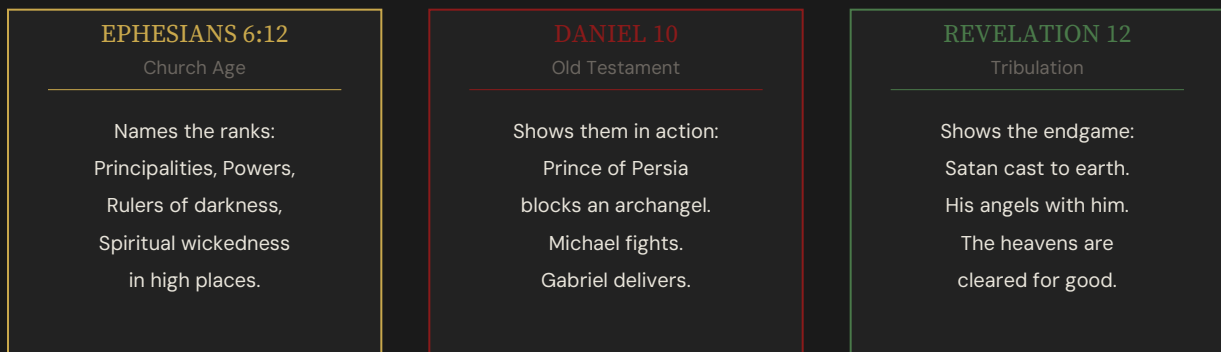 EPHESIANS 6:12
Church Age
Names the ranks:
Principalities, Powers,
Rulers of darkness,
Spiritual wickedness
in high places.
DANIEL 10
Old Testament
Shows them in action:
Prince of Persia
blocks an archangel.
Michael fights.
Gabriel delivers.
REVELATION 12
Tribulation
Shows the endgame:
Satan cast to earth.
His angels with him.
The heavens are
cleared for good.